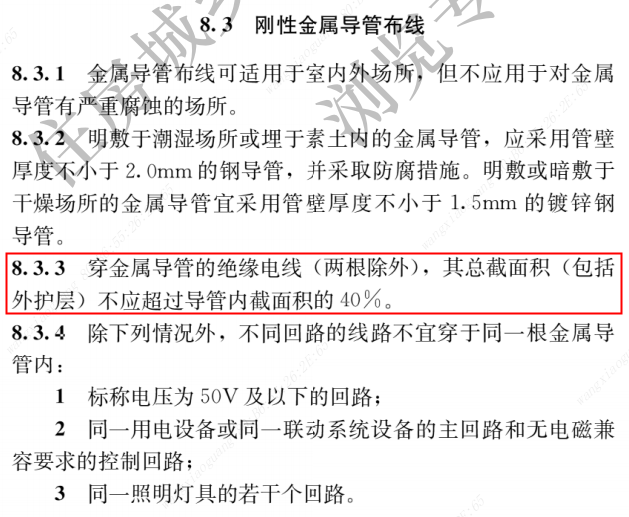 8.3 刚性金属导管布线
8.3.1 金属导管布线可适用于室内外场所，但不应用于对金属
导管有严重腐蚀的场所。
8.3.2 明敷于潮湿场所或埋于素土内的金属导管，应采用管壁
厚度不小于2.0mm的钢导管，并采取防腐措施。明敷或暗敷于
干燥场所的金属导管宜采用管壁厚度不小于1.5mm的镀锌钢
导管。
8.3.3 穿金属导管的绝缘电线（两根除外），其总截面积（包括
外护层）不应超过导管内截面积的40%。
8.3.4 除下列情况外，不同回路的线路不宜穿于同一根金属导
管内：
1 标称电压为50V及以下的回路；
2 同一用电设备或同一联动系统设备的主回路和无电磁兼
容要求的控制回路；
3 同一照明灯具的若干个回路。
住房城
浏览专